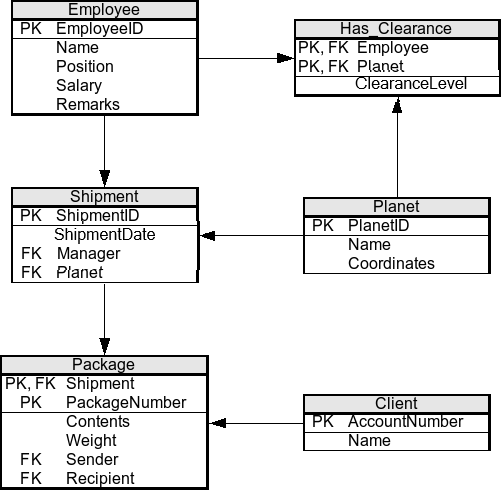 Employee
PK EmployeeID
Name
Position
Salary
Remarks
Has_Clearance
PK, FK Employee
PK, FK Planet
ClearanceLevel
Shipment
PK ShipmentID
ShipmentDate
FK Manager
FK Planet
Planet
PK PlanetID
Name
Coordinates
Package
PK, FK Shipment
PK PackageNumber
Contents
Weight
FK Sender
FK Recipient
Client
PK AccountNumber
Name